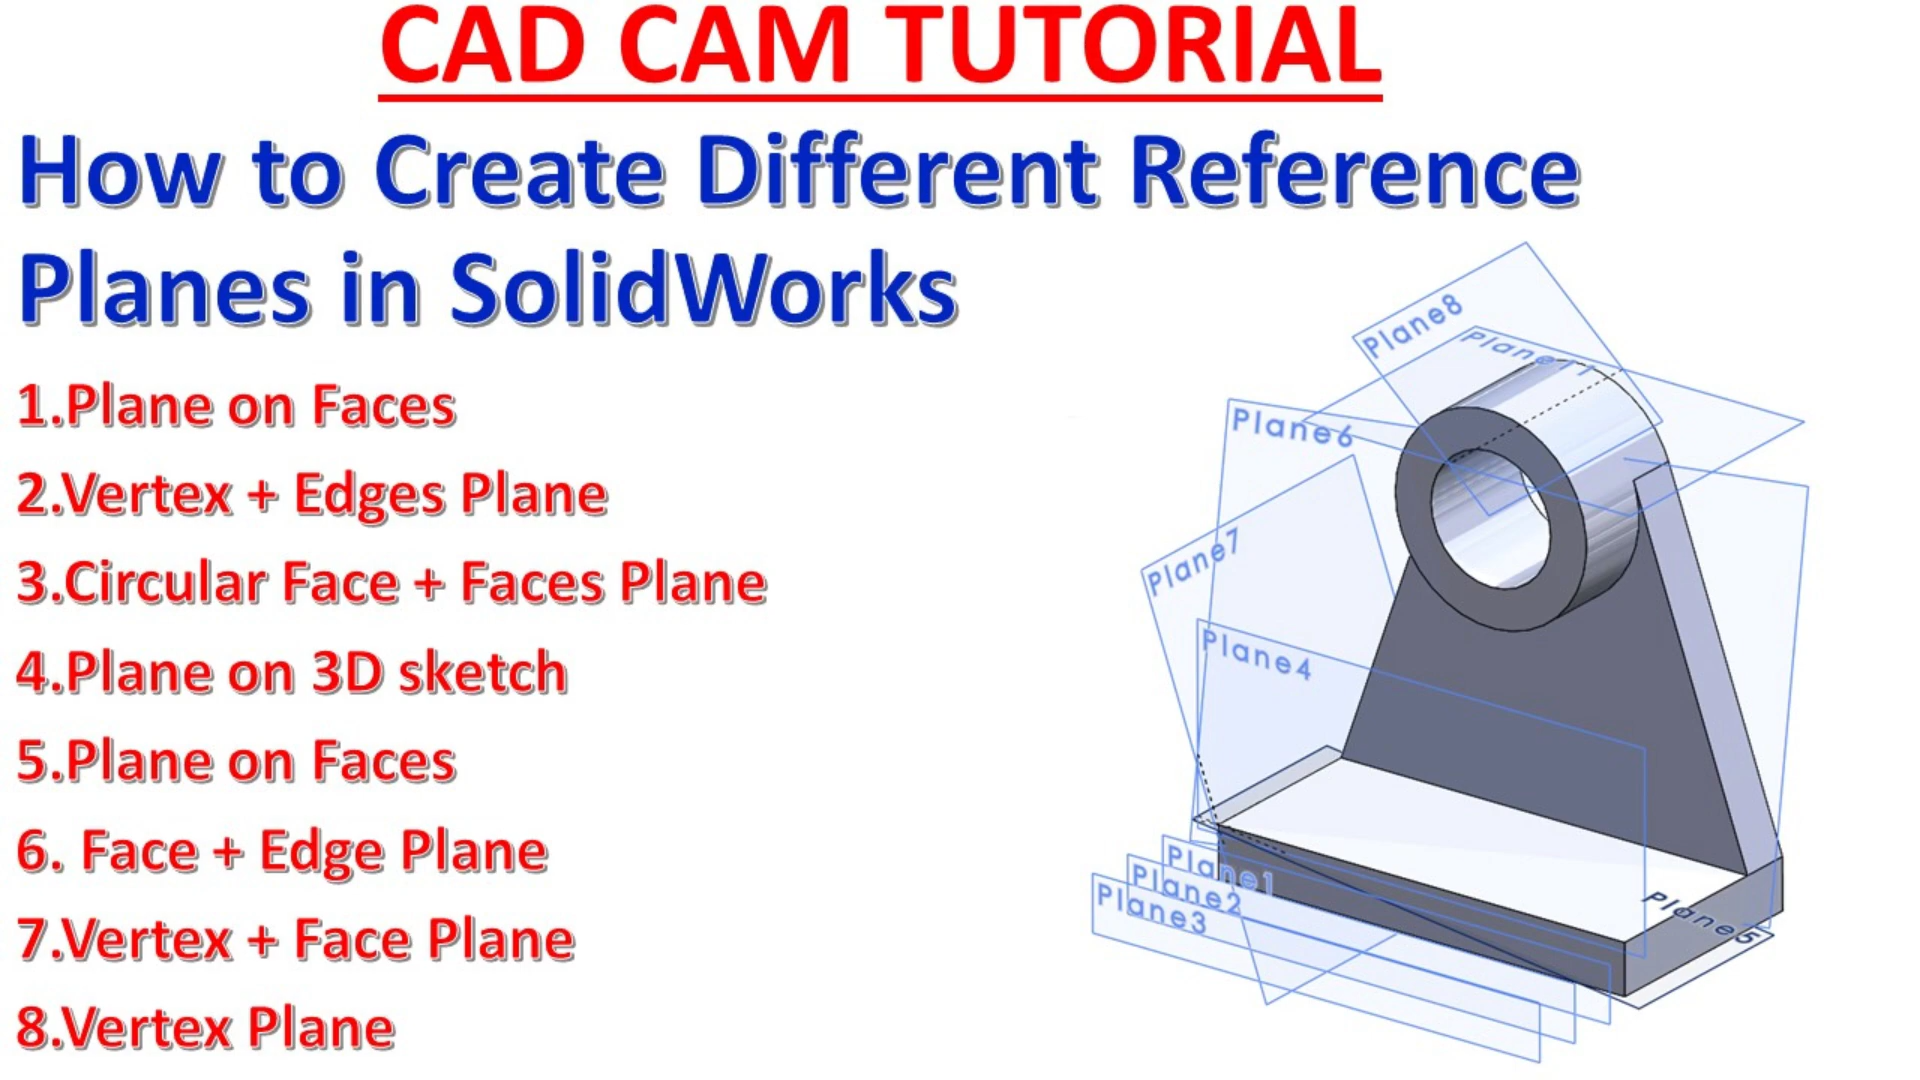 CAD CAM TUTORIAL
How to Create Different Reference
Planes in SolidWorks
1.Plane on Faces
2.Vertex + Edges Plane
3.Circular Face + Faces Plane
4.Plane on 3D sketch
5.Plane on Faces
6. Face + Edge Plane
7.Vertex + Face Plane
8.Vertex Plane
Plane8
Plane11
Plane6
Plane7
Plane4
Plane1
Plane2
Plane3
Plane5